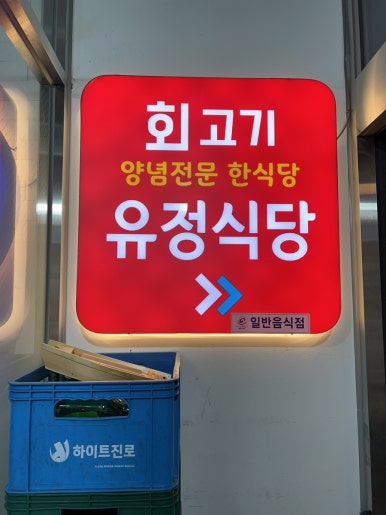 회고기
양념전문 한식당
유정식당
일반음식점
하이트진로